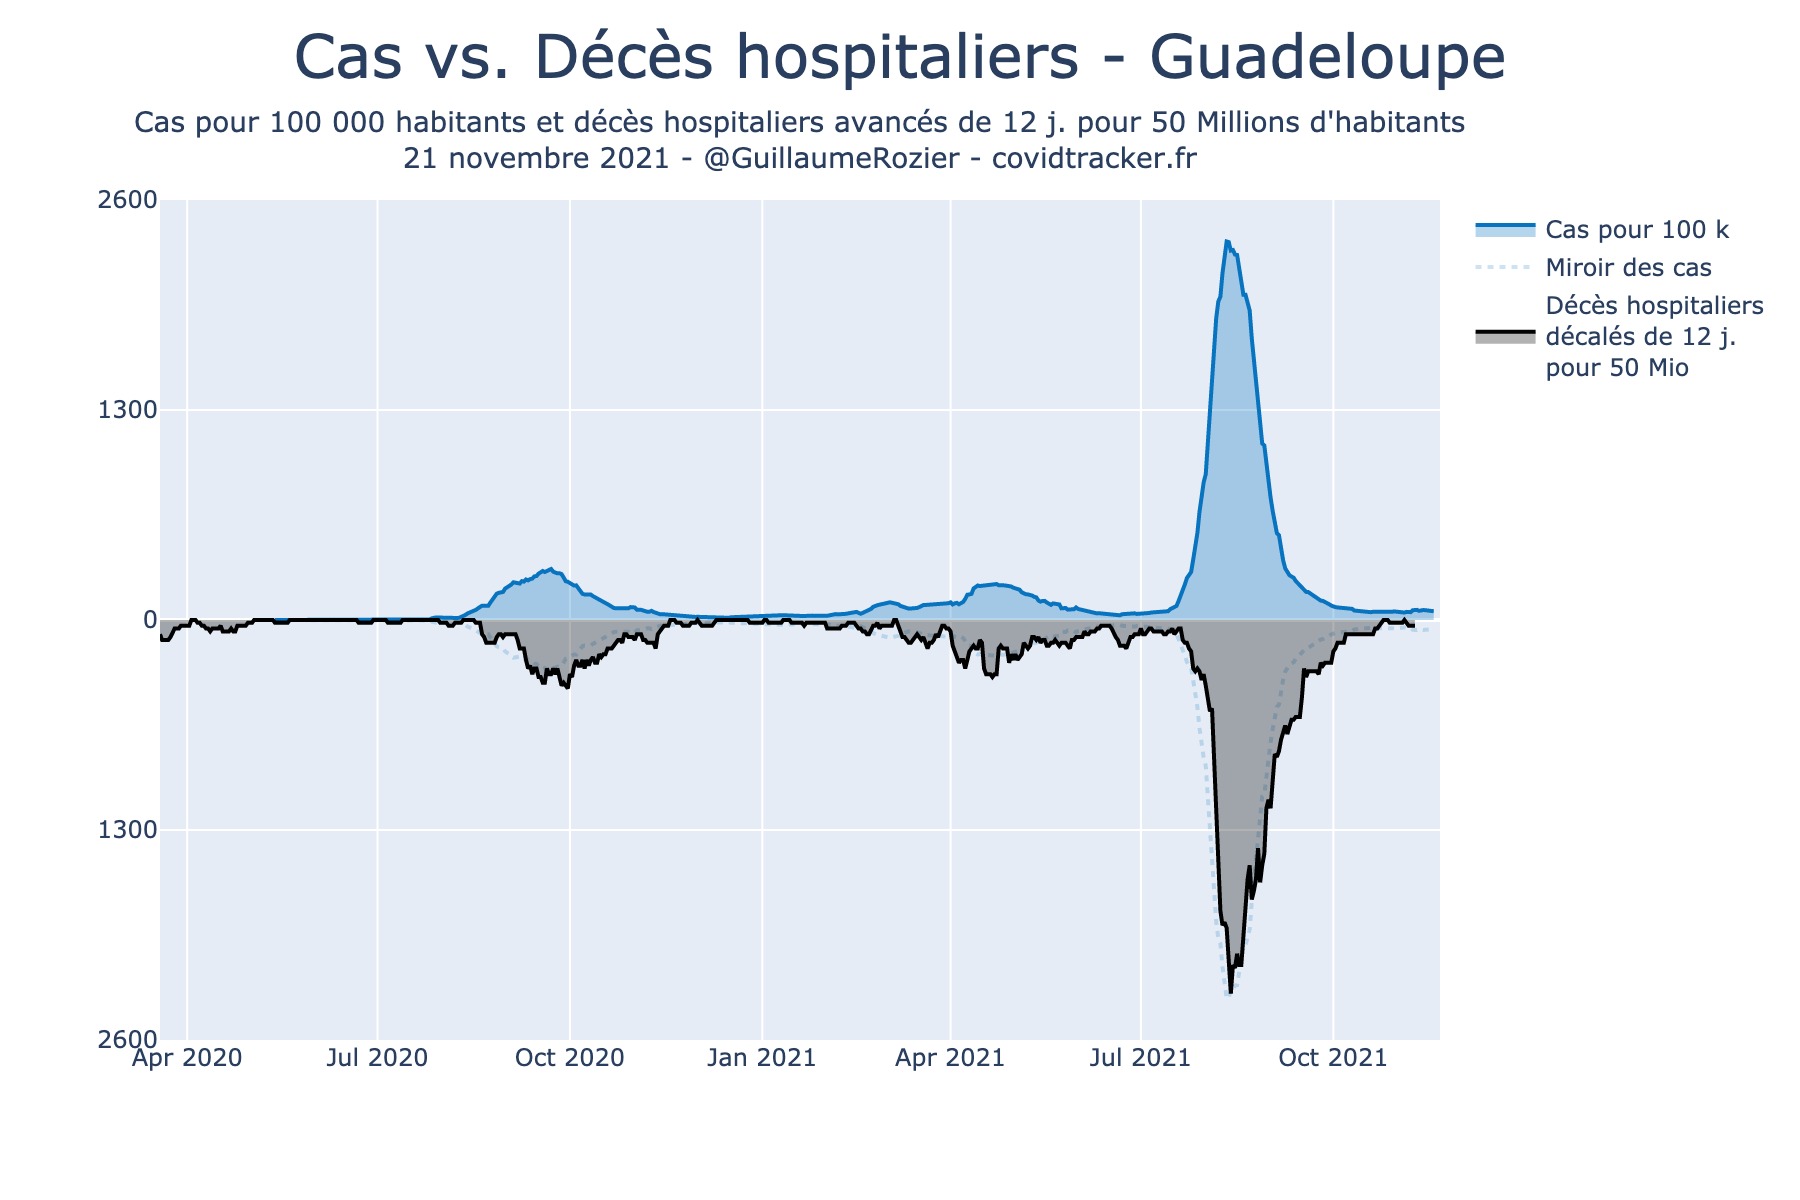 Cas vs. Décès hospitaliers - Guadeloupe
Cas pour 100 000 habitants et décès hospitaliers avancés de 12 j. pour 50 Millions d'habitants
21 novembre 2021 - @GuillaumeRozier - covidtracker.fr
2600
1300
0
1300
2600
Apr 2020
Jul 2020
Oct 2020
Jan 2021
Apr 2021
Jul 2021
Oct 2021
Cas pour 100 k
Miroir des cas
Décès hospitaliers
décalés de 12 j.
pour 50 Mio